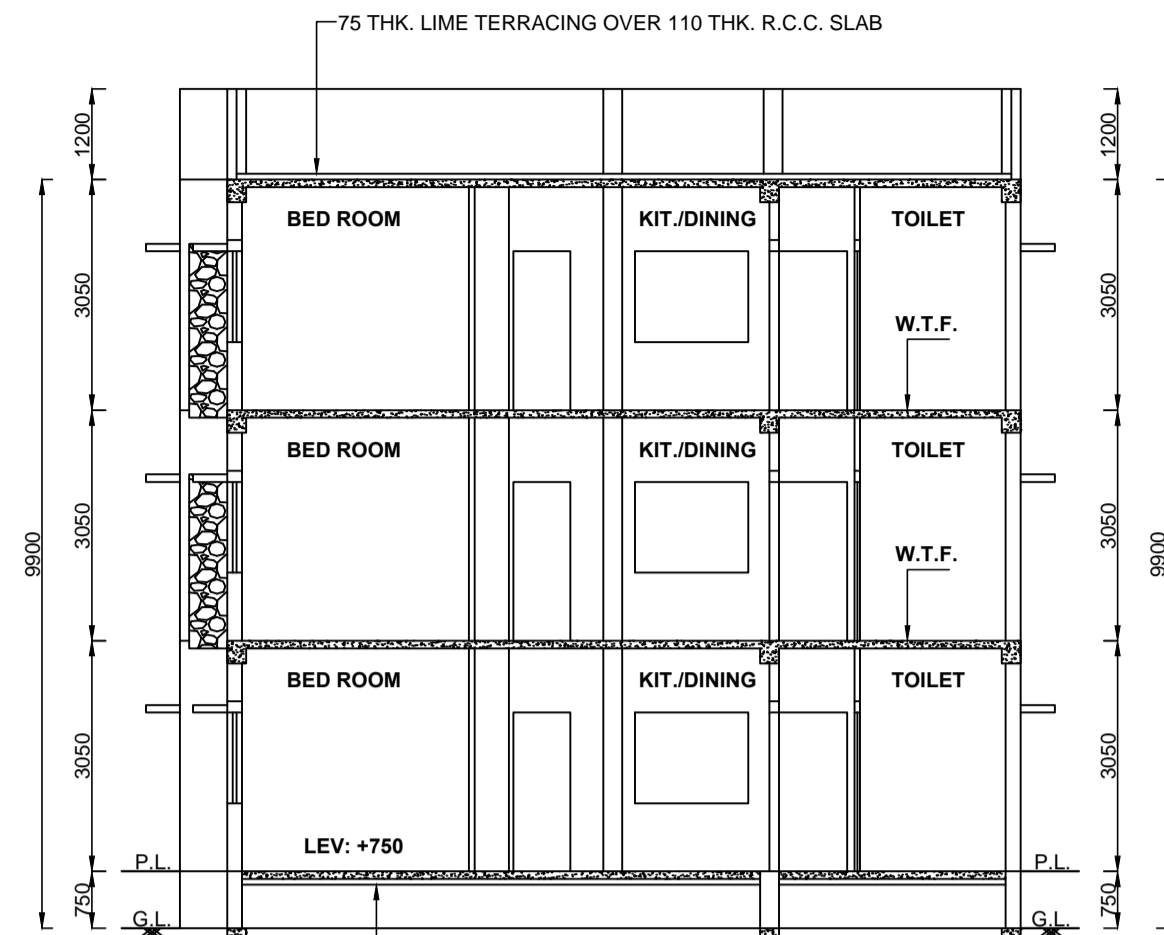 75 THK. LIME TERRACING OVER 110 THK. R.C.C. SLAB
1200
1200
BED ROOM
KIT./DINING
TOILET
3050
3050
W.T.F.
BED ROOM
KIT./DINING
TOILET
9900
3050
3050
9900
W.T.F.
BED ROOM
KIT./DINING
TOILET
3050
3050
LEV: +750
P.L.
P.L.
750
750
G.L.
G.L.